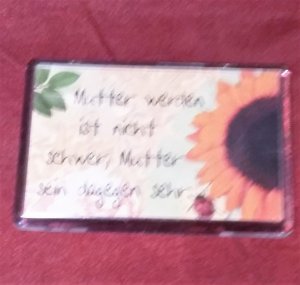 Mutter werden
ist nicht
schwer, Mutter
sein dagegen sehr...